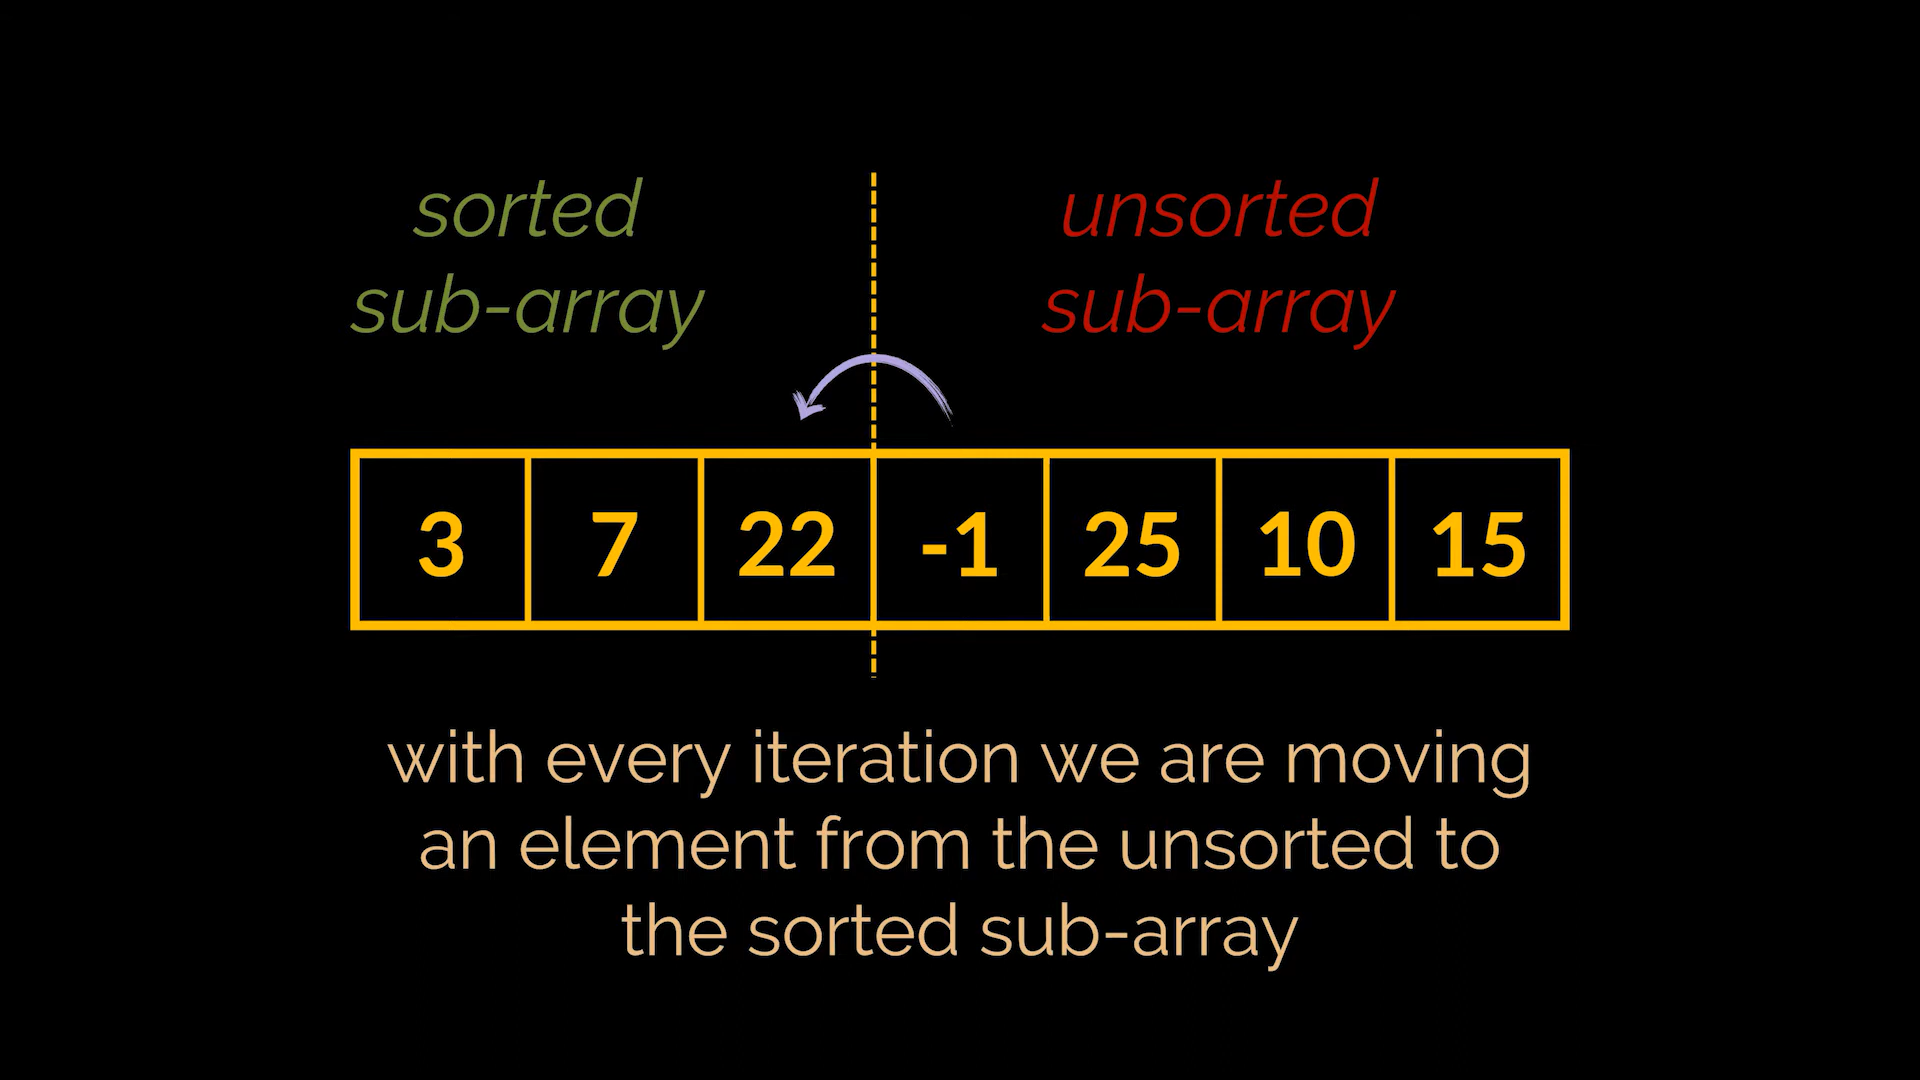 sorted
sub-array
unsorted
sub-array
3 7 22 -1 25 10 15
with every iteration we are moving
an element from the unsorted to
the sorted sub-array